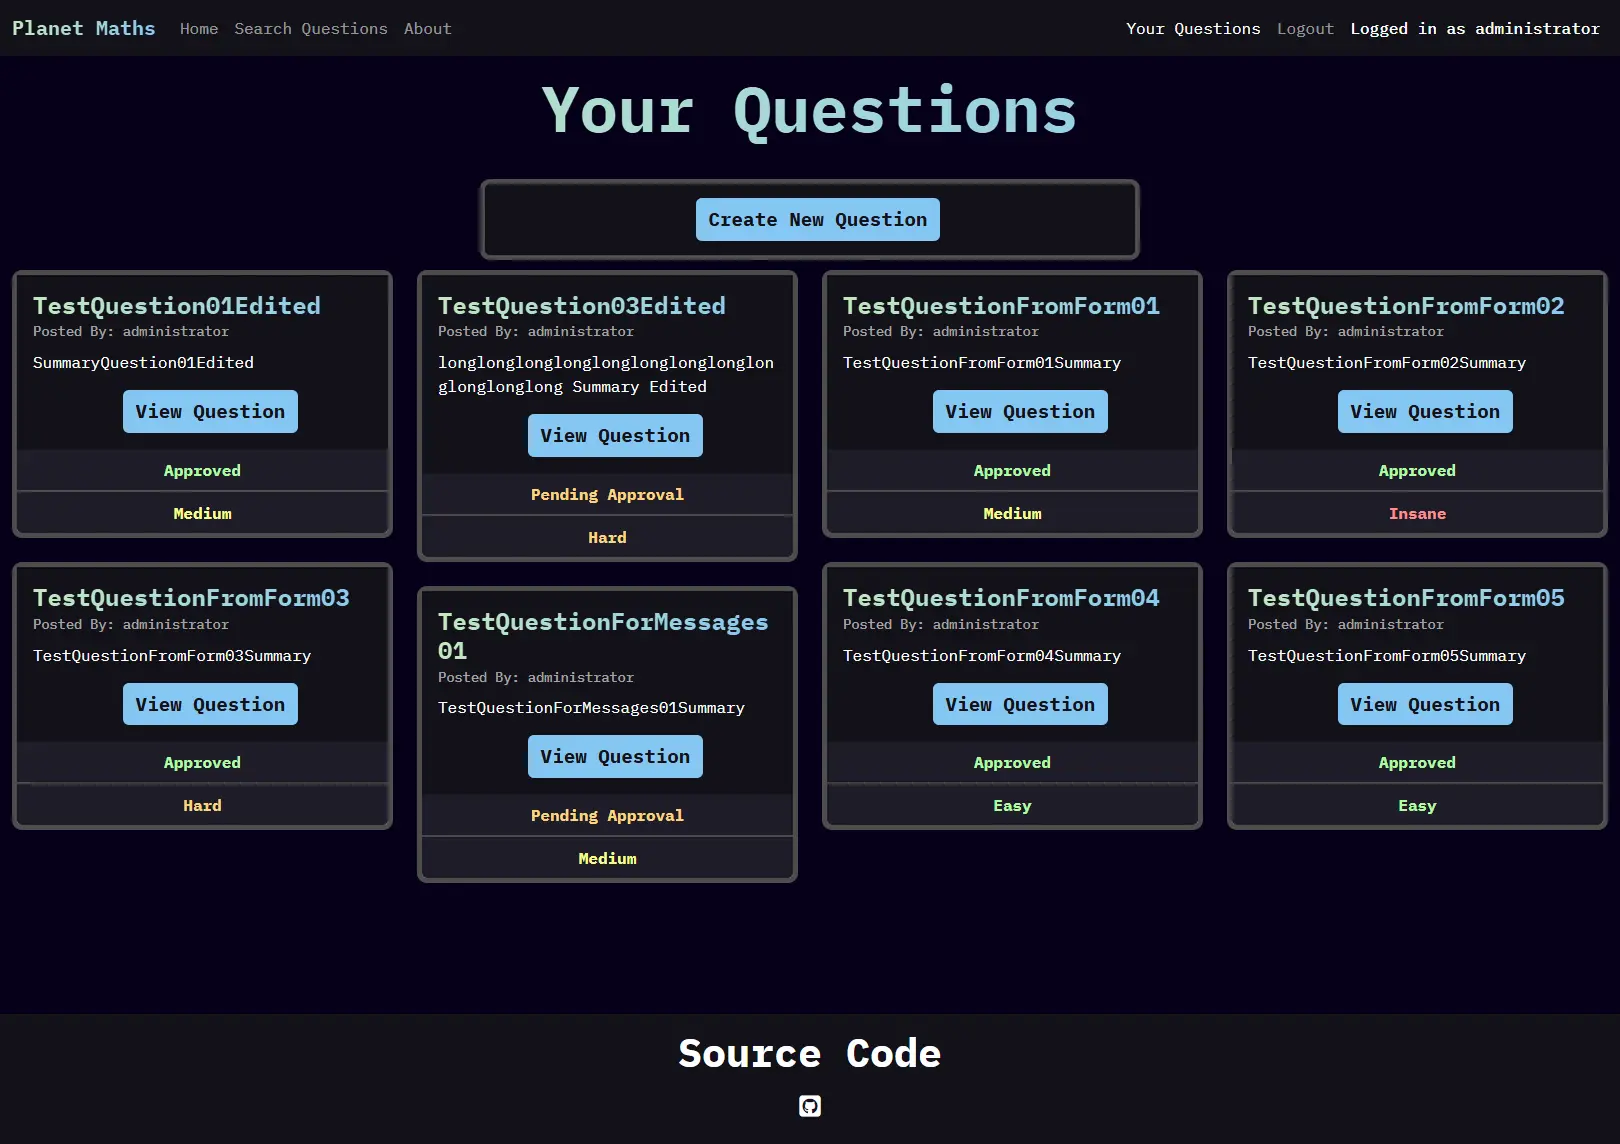 Planet Maths Home Search Questions About Your Questions Logout Logged in as administrator
Your Questions
Create New Question
TestQuestion01Edited
Posted By: administrator
SummaryQuestion01Edited
View Question
Approved
Medium
TestQuestion03Edited
Posted By: administrator
longlonglonglonglonglonglonglonglon
glonglonglong Summary Edited
View Question
Pending Approval
Hard
TestQuestionFromForm01
Posted By: administrator
TestQuestionFromForm01Summary
View Question
Approved
Medium
TestQuestionFromForm02
Posted By: administrator
TestQuestionFromForm02Summary
View Question
Approved
Insane
TestQuestionFromForm03
Posted By: administrator
TestQuestionFromForm03Summary
View Question
Approved
Hard
TestQuestionForMessages
01
Posted By: administrator
TestQuestionForMessages01Summary
View Question
Pending Approval
Medium
TestQuestionFromForm04
Posted By: administrator
TestQuestionFromForm04Summary
View Question
Approved
Easy
TestQuestionFromForm05
Posted By: administrator
TestQuestionFromForm05Summary
View Question
Approved
Easy
Source Code